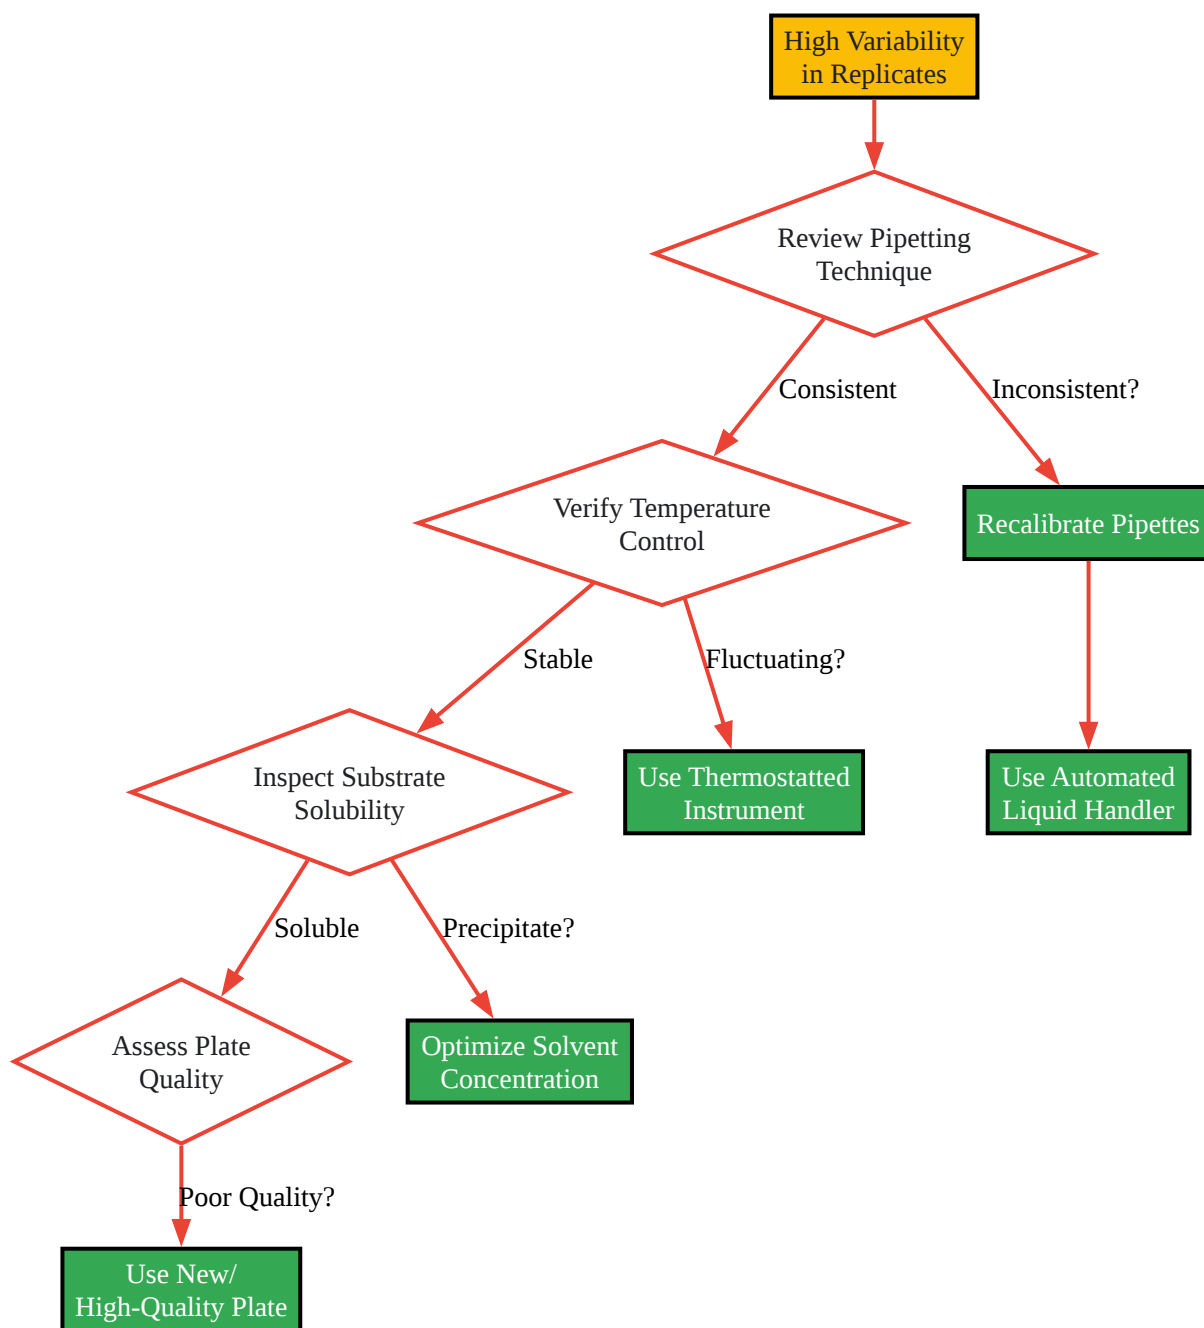 High Variability
in Replicates
Review Pipetting
Technique
Consistent
Inconsistent?
Verify Temperature
Control
Recalibrate Pipettes
Stable
Fluctuating?
Inspect Substrate
Solubility
Use Thermostatted
Instrument
Use Automated
Liquid Handler
Soluble
Precipitate?
Assess Plate
Quality
Optimize Solvent
Concentration
Poor Quality?
Use New/
High-Quality Plate